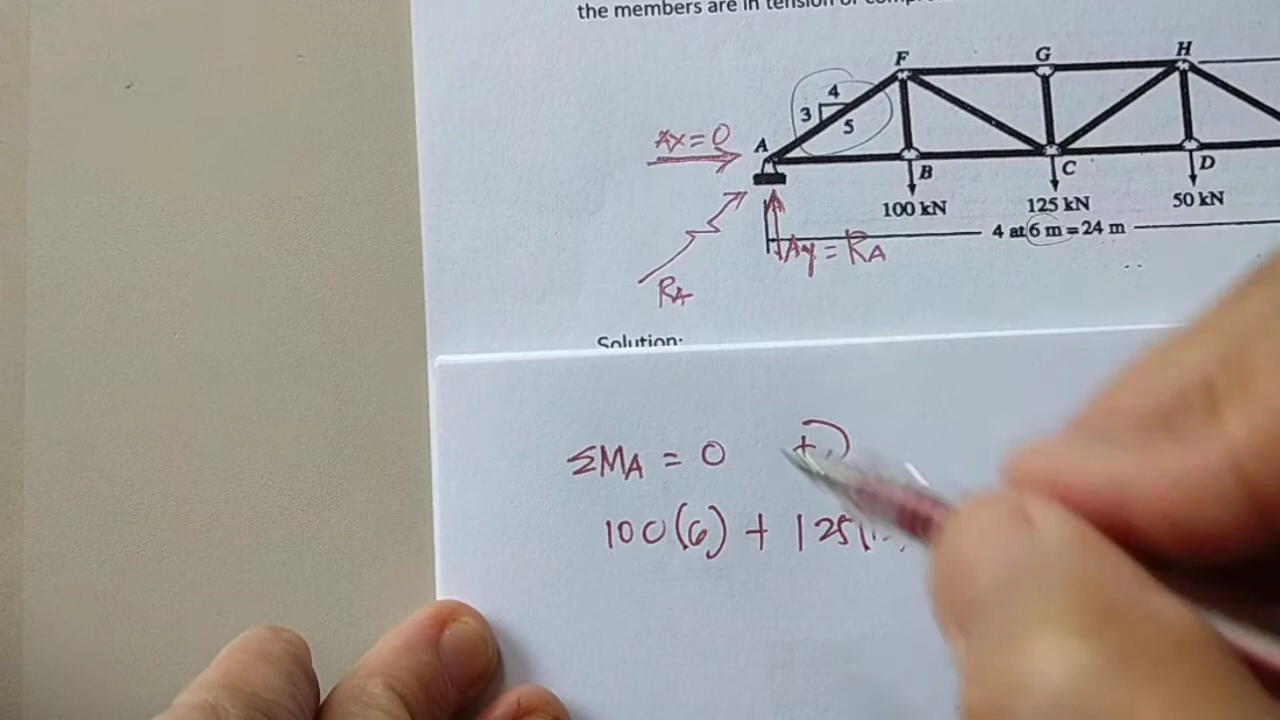 the members are in tension or
F G H
4
3
5
AX = 0
A
B C D
100 kN 125 kN 50 kN
4 at 6 m = 24 m
Ay = RA
RA
Solution:
ΣMA = 0 +
100(6) + 125(